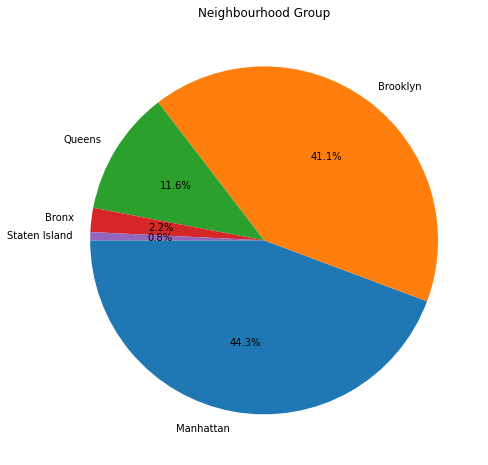 Neighbourhood Group
Brooklyn
41.1%
Queens
11.6%
Bronx
2.2%
Staten Island
0.8%
44.3%
Manhattan